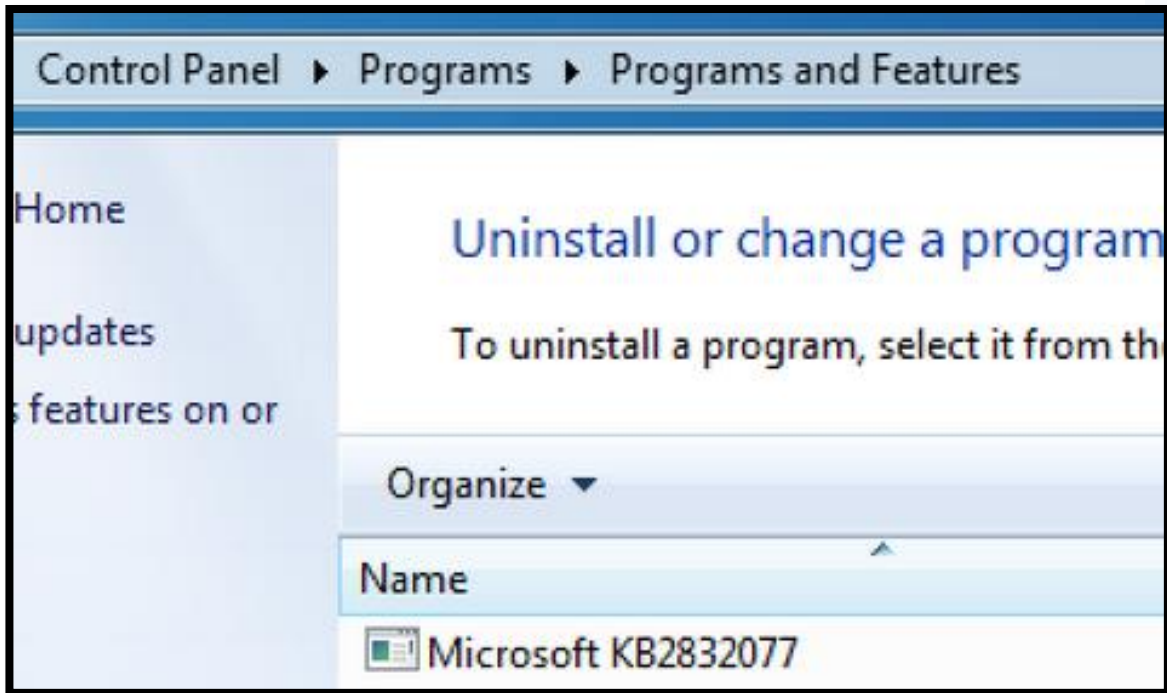 Control Panel Programs Programs and Features
Home
Uninstall or change a program
updates
To uninstall a program, select it from
features on or
Organize
Name
Microsoft KB2832077